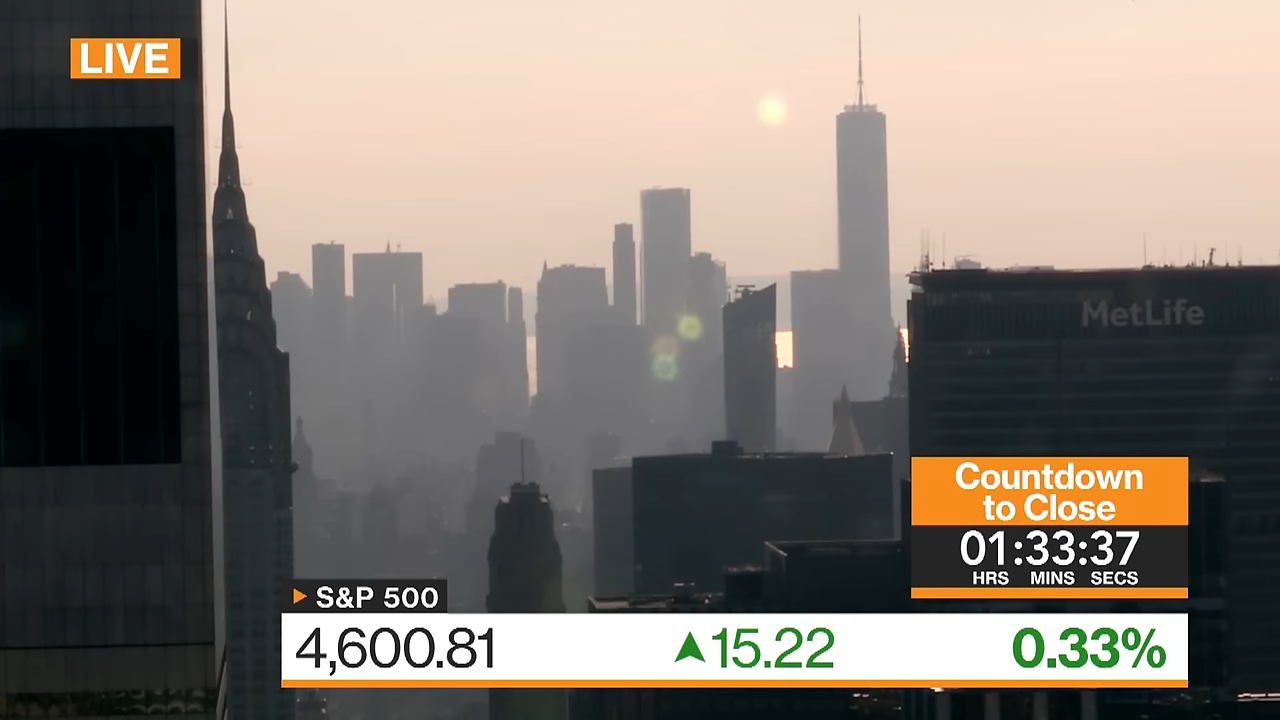 LIVE
MetLife
Countdown
to Close
01:33:37
HRS MINS SECS
S&P 500
4,600.81 15.22 0.33%